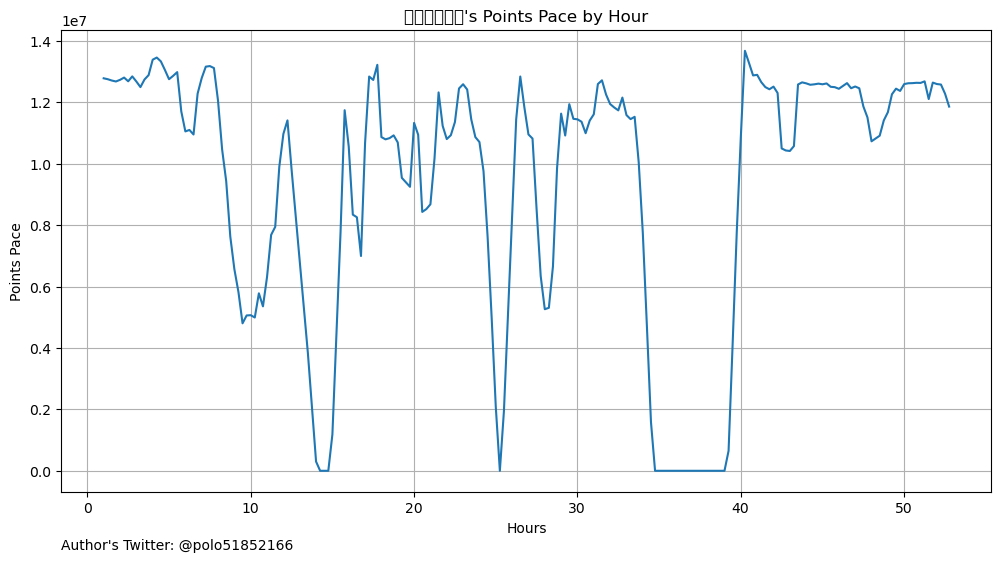 □□□□□□'s Points Pace by Hour
1e7
1.4
1.2
1.0
0.8
0.6
0.4
0.2
0.0
Points Pace
0 10 20 30 40 50
Hours
Author's Twitter: @polo51852166